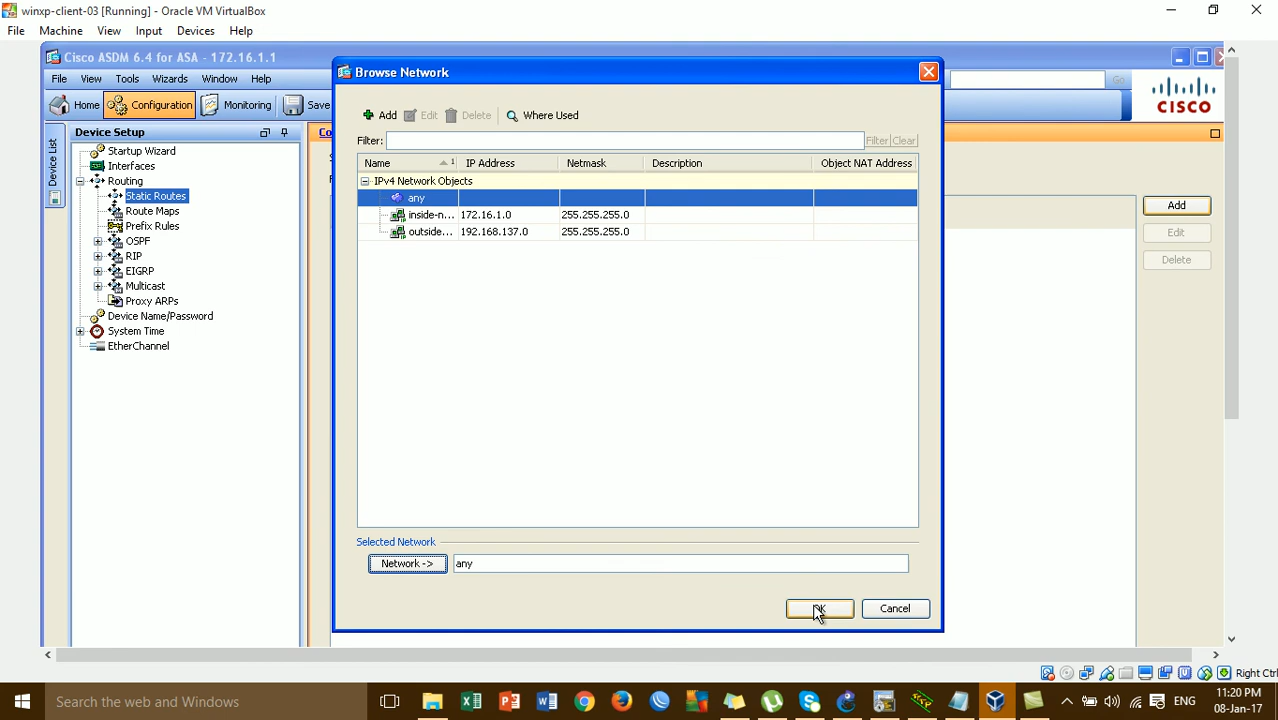 winxp-client-03 [Running] - Oracle VM VirtualBox
File Machine View Input Devices Help
Cisco ASDM 6.4 for ASA - 172.16.1.1
File View Tools Wizards Window Help
Go
Home Configuration Monitoring Save
CISCO
Device List
Device Setup
Startup Wizard
Interfaces
Routing
Static Routes
Route Maps
Prefix Rules
OSPF
RIP
EIGRP
Multicast
Proxy ARPs
Device Name/Password
System Time
EtherChannel
Co
Browse Network
Add Edit Delete Where Used
Filter: Filter Clear
Name 1 IP Address Netmask Description Object NAT Address
IPv4 Network Objects
any
inside-n... 172.16.1.0 255.255.255.0
outside... 192.168.137.0 255.255.255.0
Selected Network
Network -> any
OK Cancel
Add
Edit
Delete
Right Ctrl
Search the web and Windows
ENG
11:20 PM
08-Jan-17